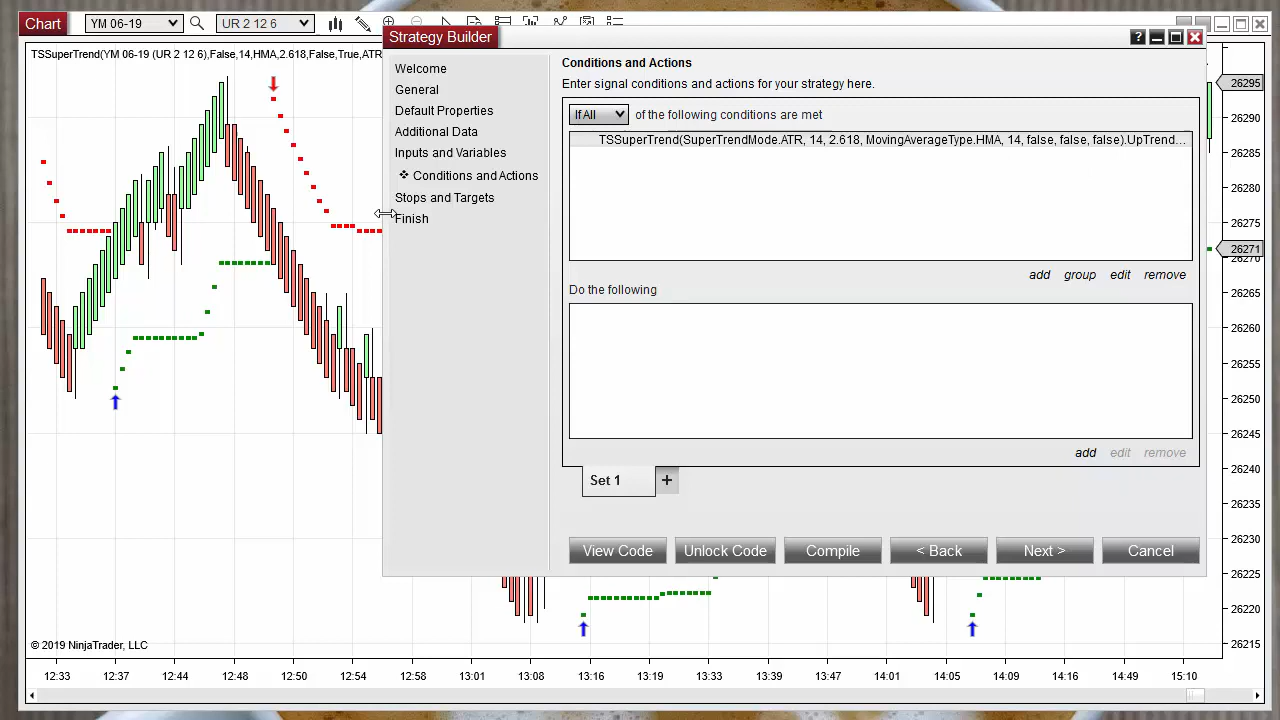 Chart
YM 06-19
UR 2 12 6
TSSuperTrend(YM 06-19 (UR 2 12 6),False,14,HMA,2.618,False,True,ATR
Strategy Builder
?
Welcome
General
Default Properties
Additional Data
Inputs and Variables
Conditions and Actions
Stops and Targets
Finish
Conditions and Actions
Enter signal conditions and actions for your strategy here.
If All of the following conditions are met
TSSuperTrend(SuperTrendMode.ATR, 14, 2.618, MovingAverageType.HMA, 14, false, false, false).UpTrend...
add group edit remove
Do the following
add edit remove
Set 1 +
View Code Unlock Code Compile < Back Next > Cancel
26295
26290
26285
26280
26275
26271
26270
26265
26260
26255
26250
26245
26240
26235
26230
26225
26220
26215
© 2019 NinjaTrader, LLC
12:33 12:37 12:44 12:48 12:50 12:54 12:58 13:03 13:08 13:16 13:24 13:33 13:39 13:49 14:01 14:05 14:09 14:16 14:49 15:10